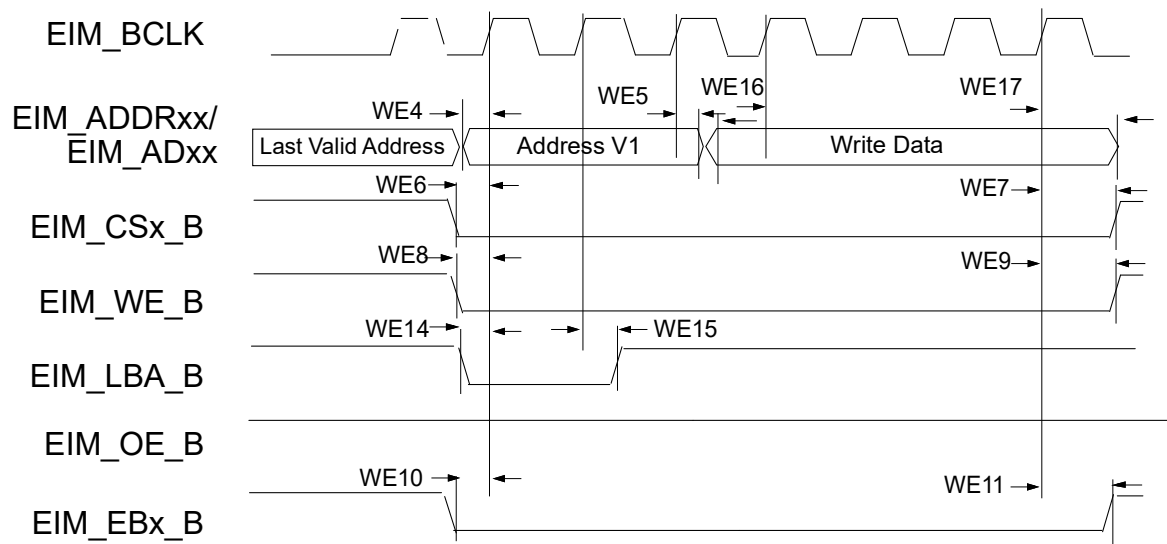 EIM_BCLK
WE16
WE4
WE5
WE17
EIM_ADDRxx/
EIM_ADxx
Last Valid Address
Address V1
Write Data
WE6
WE7
EIM_CSx_B
WE8
WE9
EIM_WE_B
WE14
WE15
EIM_LBA_B
EIM_OE_B
WE10
WE11
EIM_EBx_B